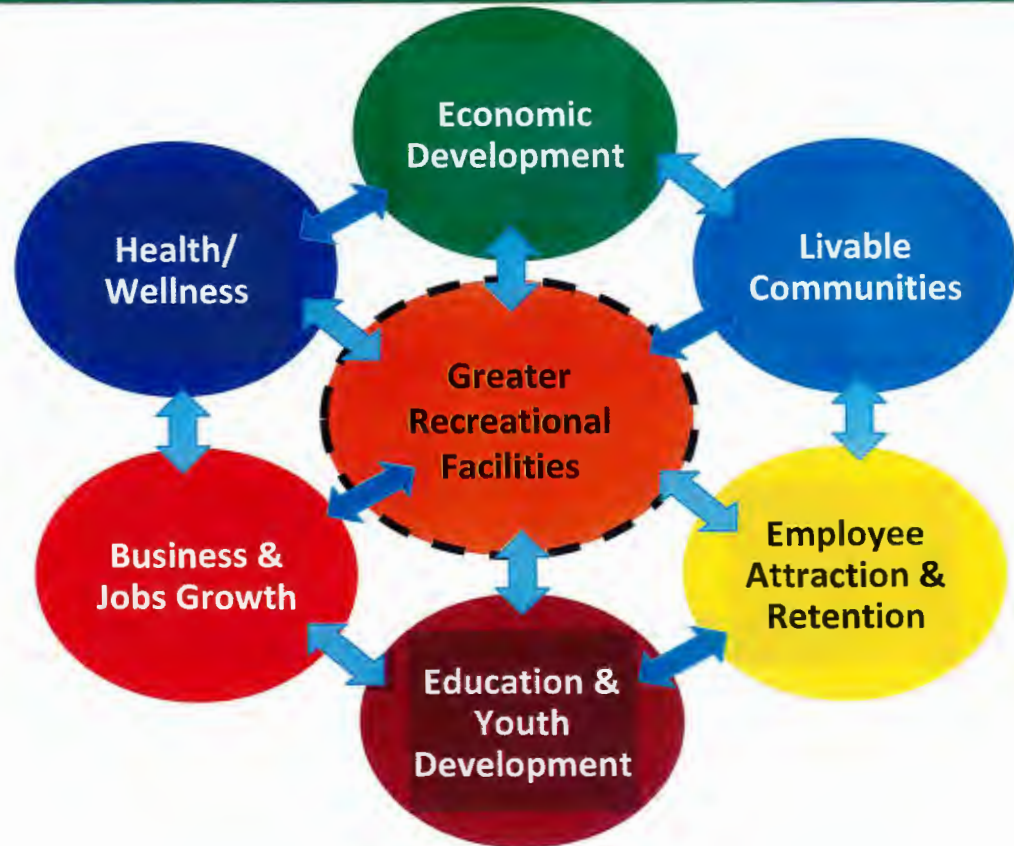 Economic
Development
Health/
Wellness
Livable
Communities
Greater
Recreational
Facilities
Business &
Jobs Growth
Employee
Attraction &
Retention
Education &
Youth
Development